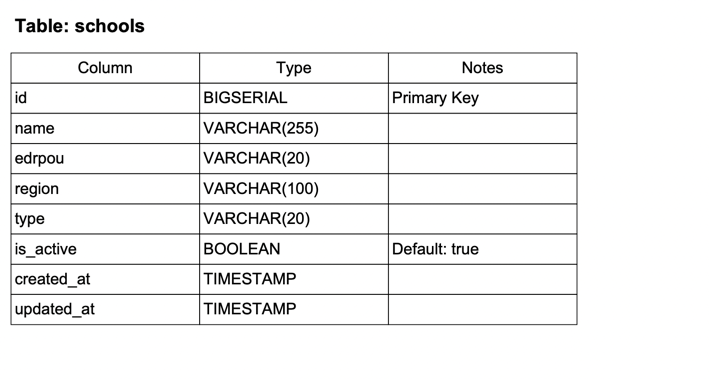 Table: schools
Column Type Notes
id BIGSERIAL Primary Key
name VARCHAR(255)
edrpou VARCHAR(20)
region VARCHAR(100)
type VARCHAR(20)
is_active BOOLEAN Default: true
created_at TIMESTAMP
updated_at TIMESTAMP